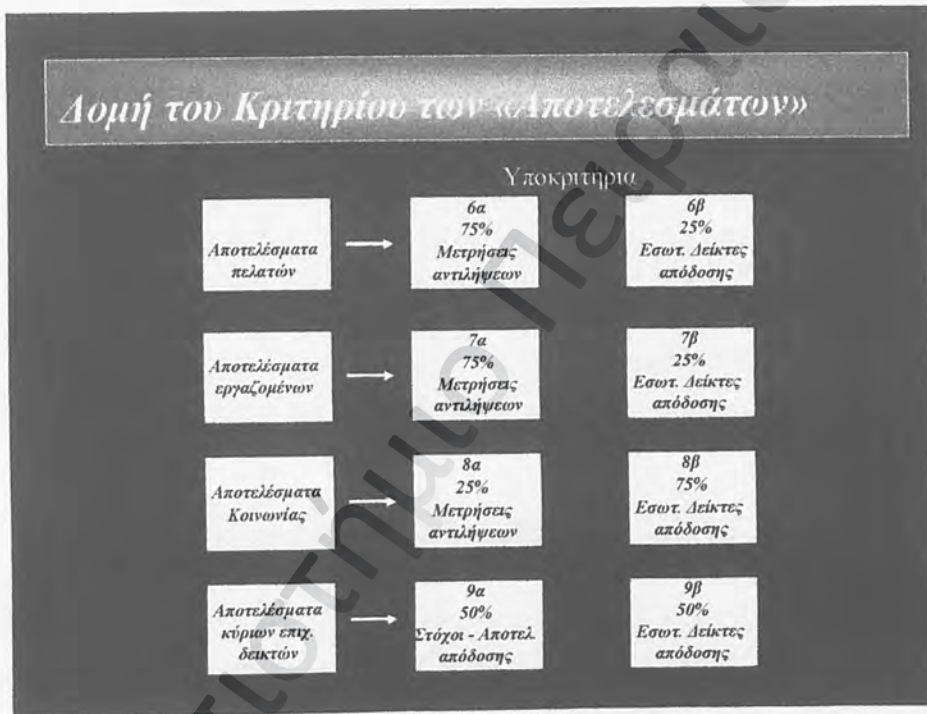 Δομή του Κριτηρίου των «Αποτελεσμάτων»
Υποκριτήρια
Αποτελέσματα
πελατών
6α
75%
Μετρήσεις
αντιλήψεων
6β
25%
Εσωτ. Δείκτες
απόδοσης
Αποτελέσματα
εργαζομένων
7α
75%
Μετρήσεις
αντιλήψεων
7β
25%
Εσωτ. Δείκτες
απόδοσης
Αποτελέσματα
Κοινωνίας
8α
25%
Μετρήσεις
αντιλήψεων
8β
75%
Εσωτ. Δείκτες
απόδοσης
Αποτελέσματα
κύριων επιχ.
δεικτών
9α
50%
Στόχοι - Αποτελ.
απόδοσης
9β
50%
Εσωτ. Δείκτες
απόδοσης